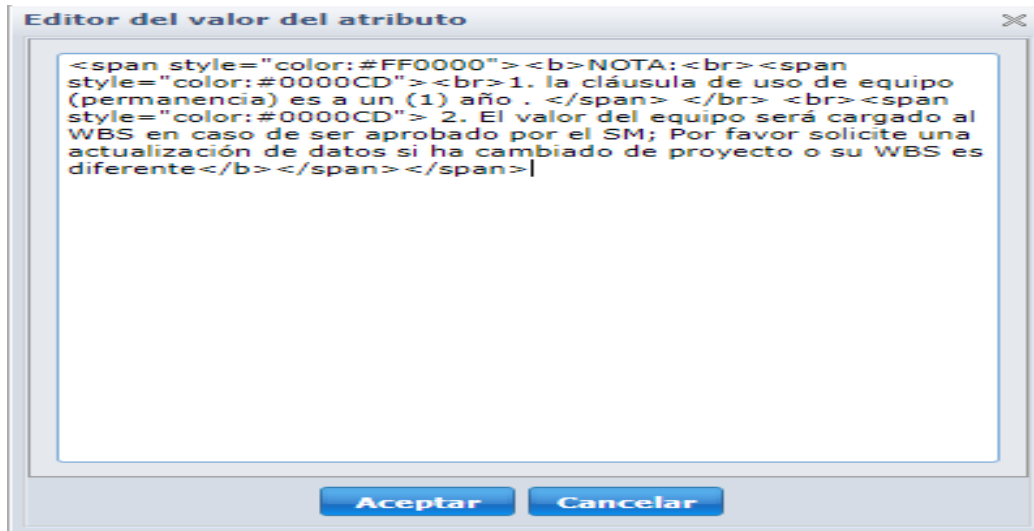 Editor del valor del atributo
<span style="color:#FF0000"><b>NOTA:<br><span
style="color:#0000CD"><br>1. la cláusula de uso de equipo
(permanencia) es a un (1) año . </span> </br> <br><span
style="color:#0000CD"> 2. El valor del equipo será cargado al
WBS en caso de ser aprobado por el SM; Por favor solicite una
actualización de datos si ha cambiado de proyecto o su WBS es
diferente</b></span></span>
Aceptar Cancelar